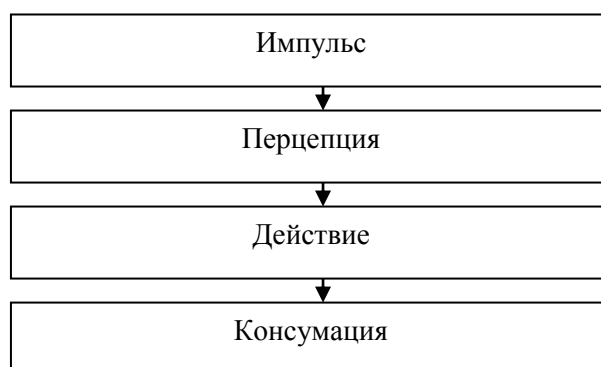 Импульс
Перцепция
Действие
Консумация